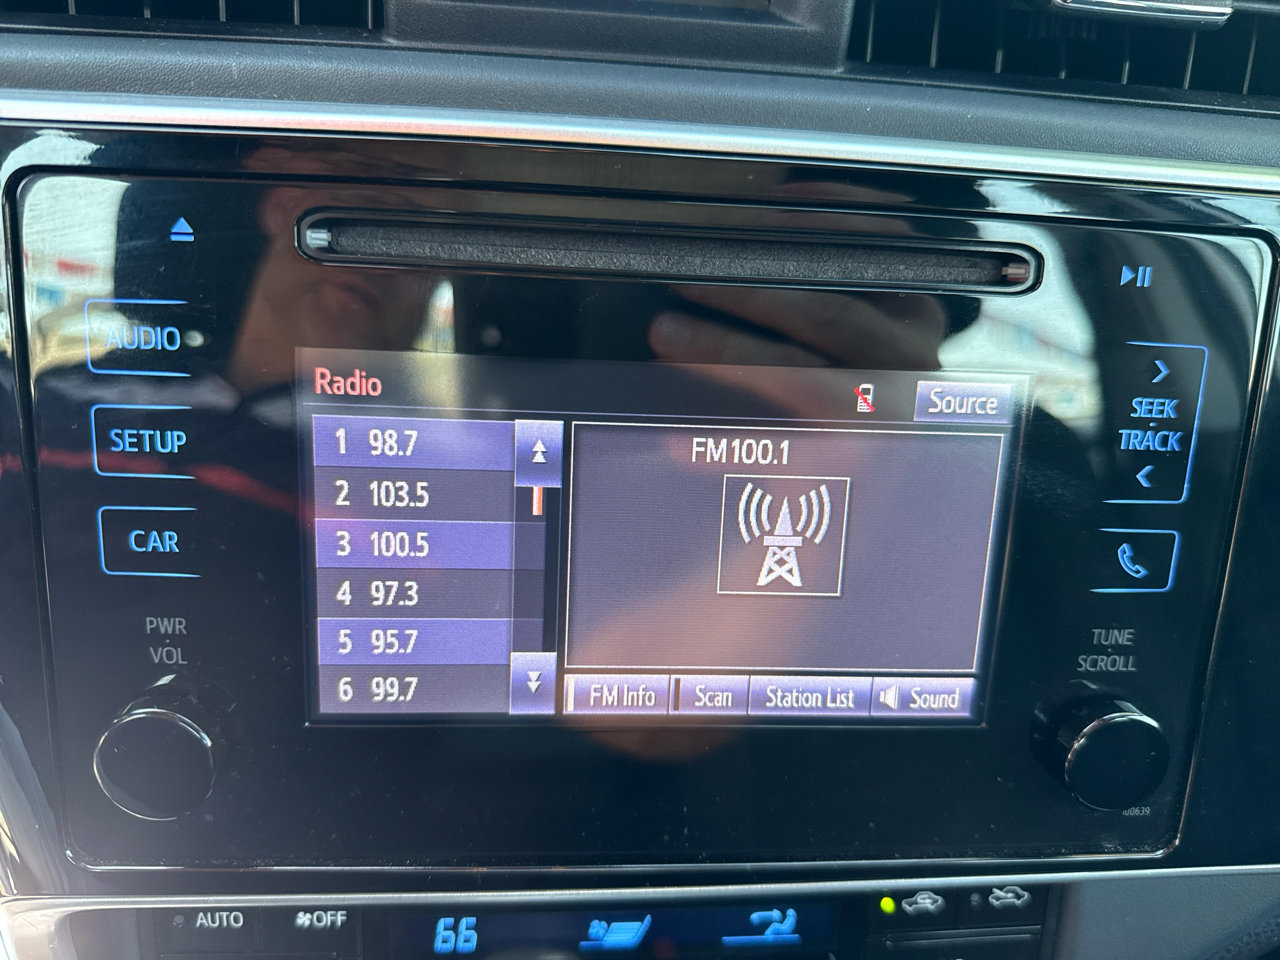 AUDIO
SETUP
CAR
PWR
VOL
Radio
Source
1 98.7
2 103.5
3 100.5
4 97.3
5 95.7
6 99.7
FM100.1
FM Info
Scan
Station List
Sound
SEEK
TRACK
TUNE
SCROLL
100639
AUTO
OFF
66